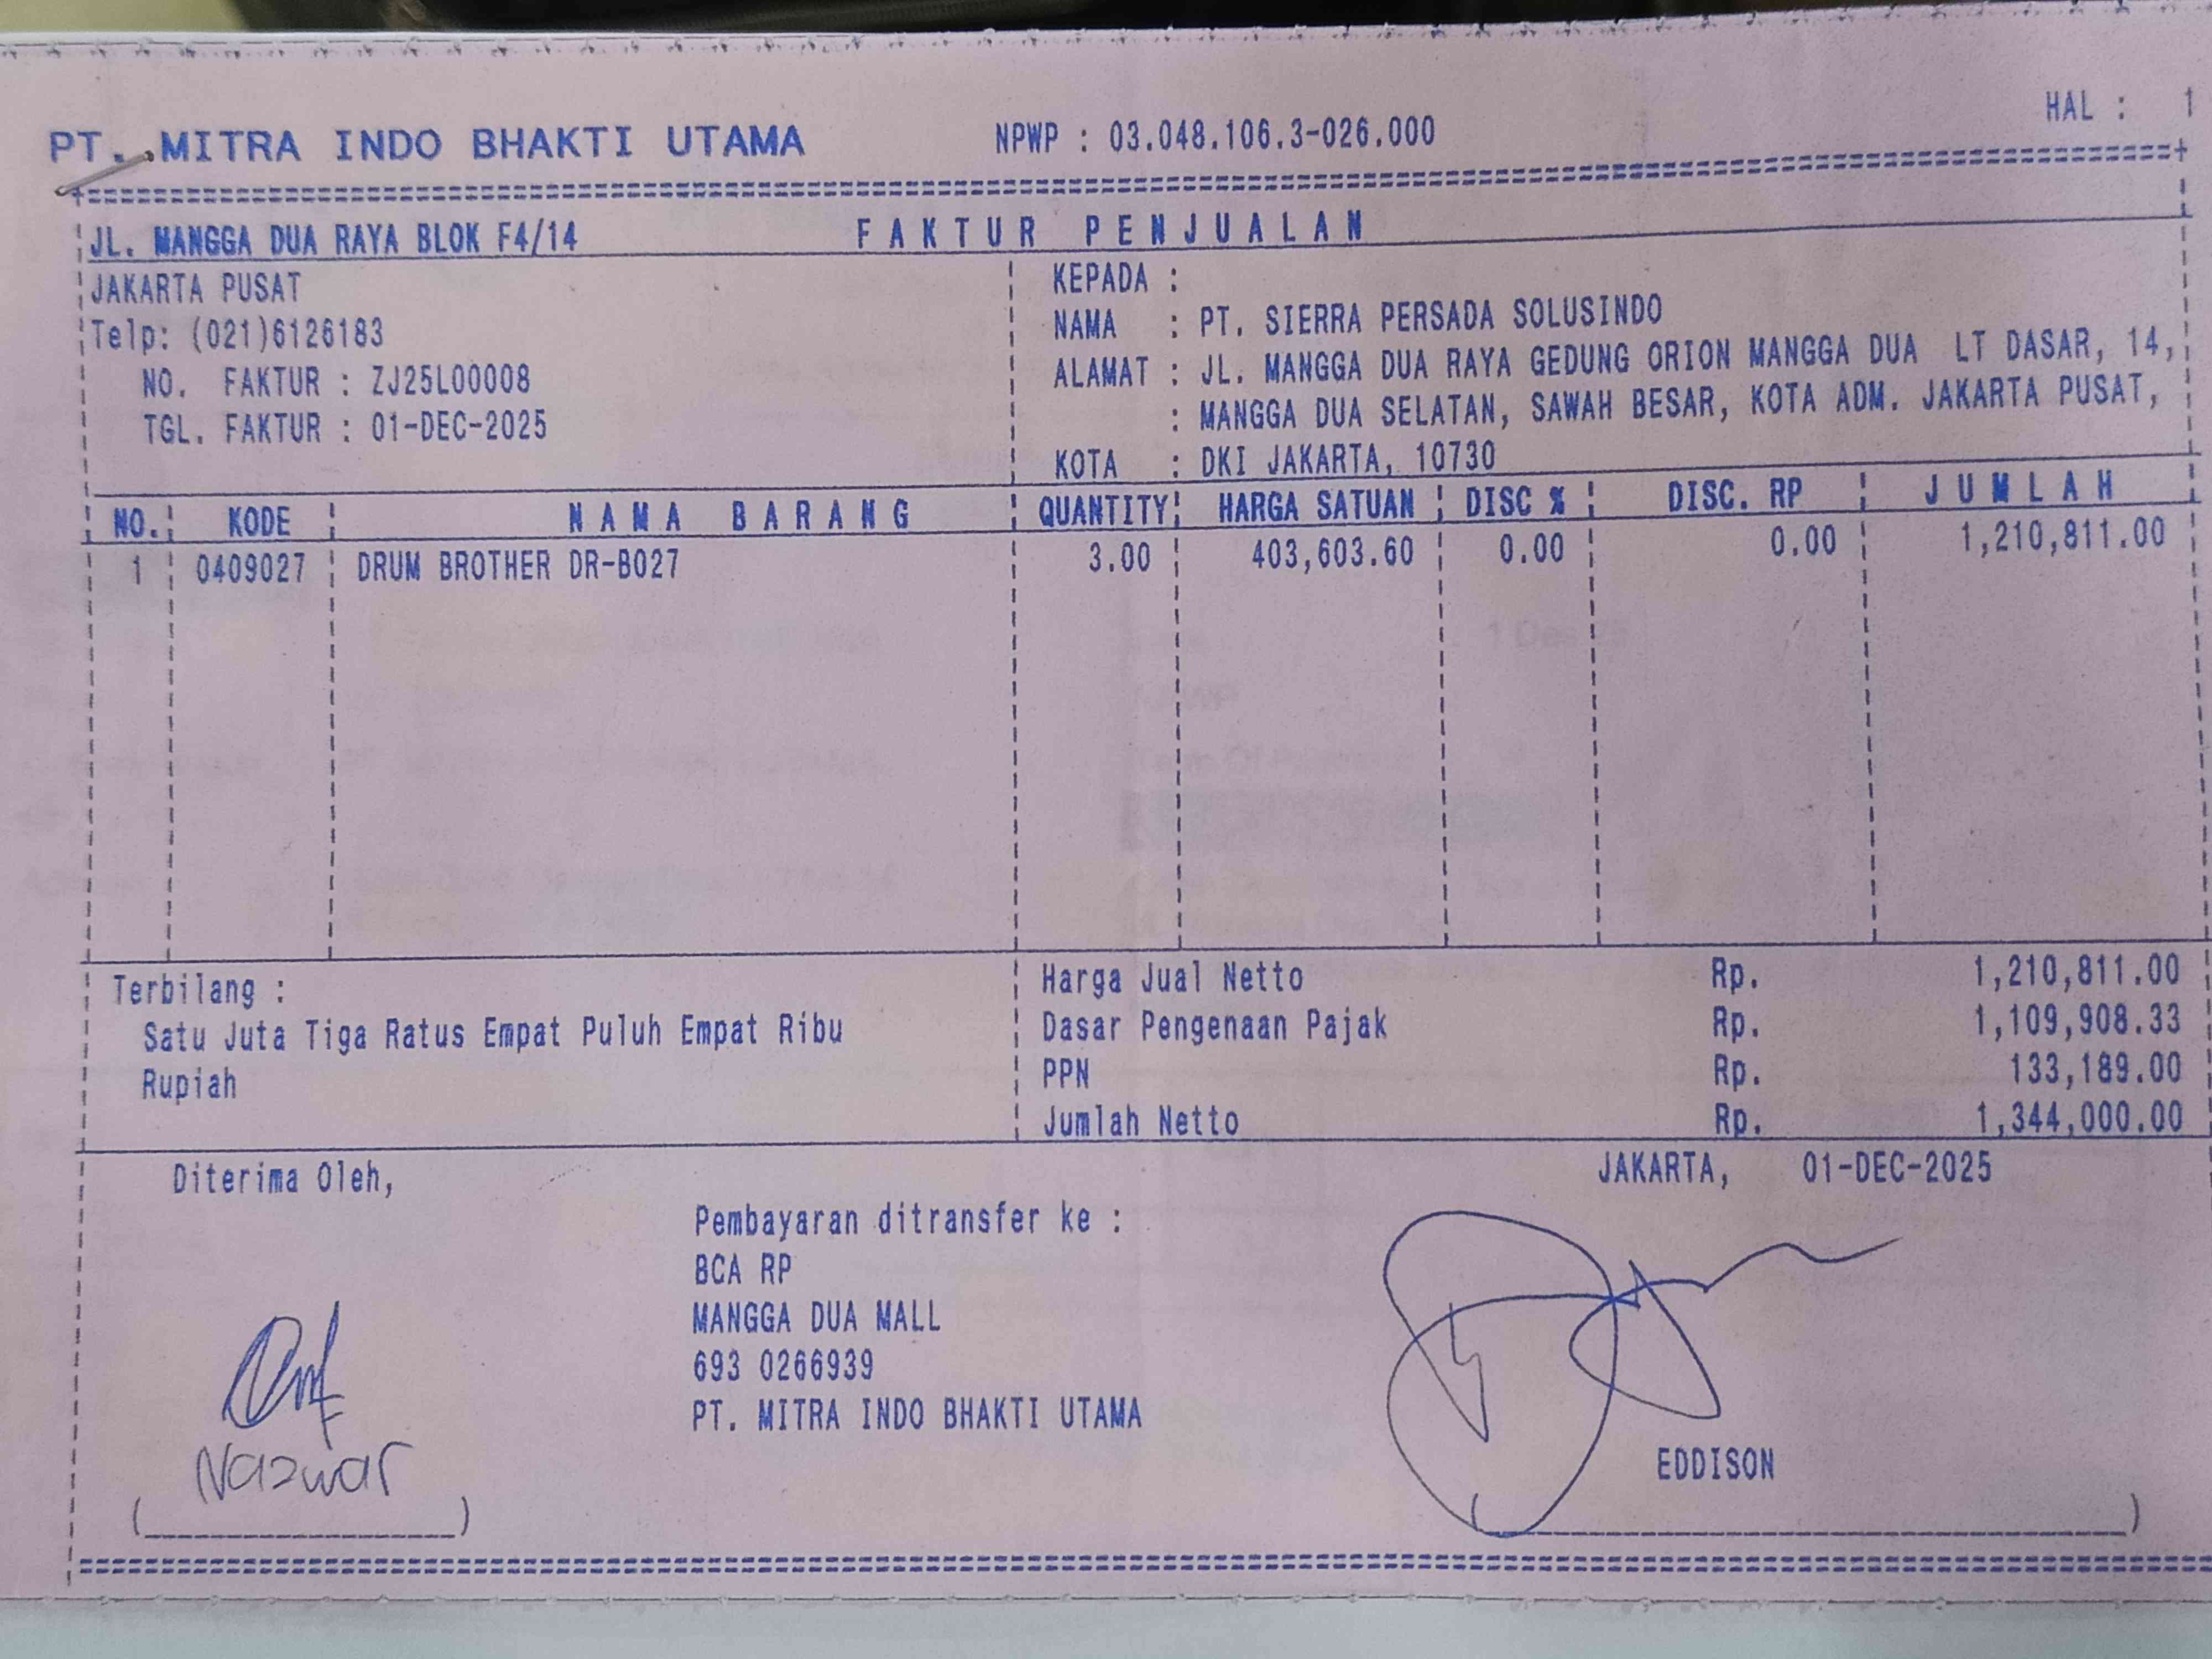 HAL : 1
PT. MITRA INDO BHAKTI UTAMA NPWP : 03.048.106.3-026.000
JL. MANGGA DUA RAYA BLOK F4/14 FAKTUR PENJUALAN
JAKARTA PUSAT
Telp: (021)6126183
NO. FAKTUR : ZJ25L00008
TGL. FAKTUR : 01-DEC-2025
KEPADA :
NAMA : PT. SIERRA PERSADA SOLUSINDO
ALAMAT : JL. MANGGA DUA RAYA GEDUNG ORION MANGGA DUA LT DASAR, 14,
: MANGGA DUA SELATAN, SAWAH BESAR, KOTA ADM. JAKARTA PUSAT,
KOTA : DKI JAKARTA, 10730
NO. KODE NAMA BARANG QUANTITY HARGA SATUAN DISC % DISC. RP JUMLAH
1 0409027 DRUM BROTHER DR-B027 3.00 403,603.60 0.00 0.00 1,210,811.00
Terbilang :
Satu Juta Tiga Ratus Empat Puluh Empat Ribu
Rupiah
Harga Jual Netto Rp. 1,210,811.00
Dasar Pengenaan Pajak Rp. 1,109,908.33
PPN Rp. 133,189.00
Jumlah Netto Rp. 1,344,000.00
Diterima Oleh,
JAKARTA, 01-DEC-2025
Pembayaran ditransfer ke :
BCA RP
MANGGA DUA MALL
693 0266939
PT. MITRA INDO BHAKTI UTAMA
Nazwar
EDDISON